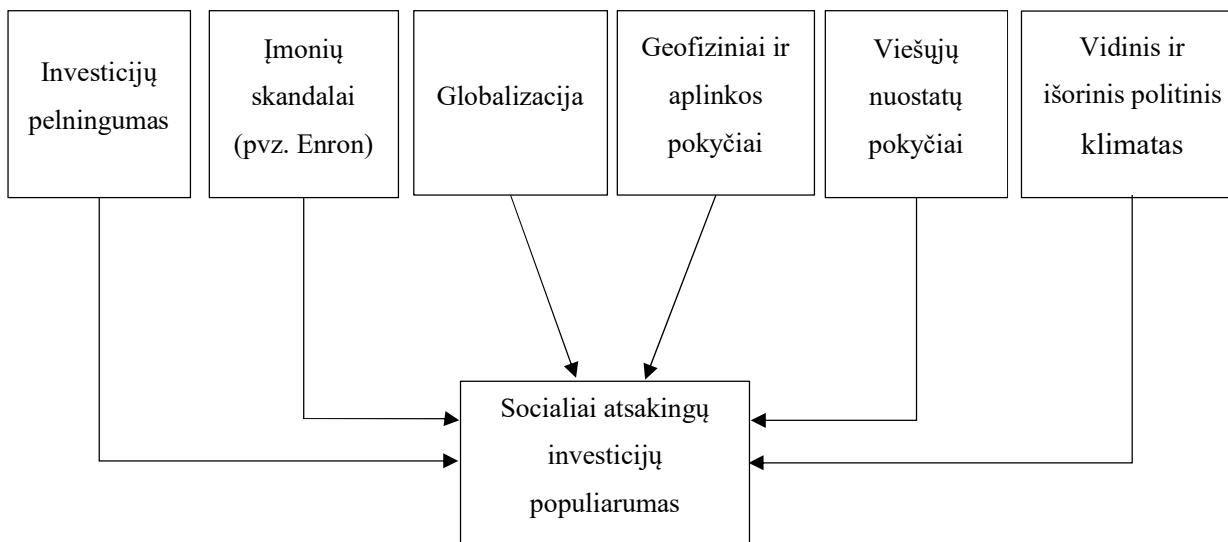 Investicijų
pelningumas
Įmonių
skandalai
(pvz. Enron)
Globalizacija
Geofiziniai ir
aplinkos
pokyčiai
Viešųjų
nuostatų
pokyčiai
Vidinis ir
išorinis politinis
klimatas
Socialiai atsakingų
investicijų
populiarumas